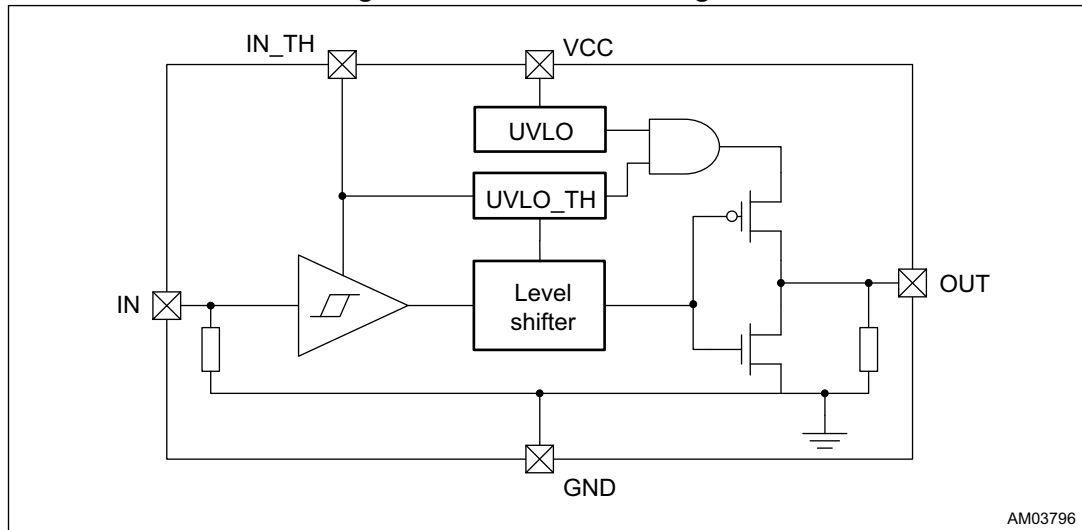 IN_TH
VCC
UVLO
UVLO_TH
IN
Level
shifter
OUT
GND
AM03796